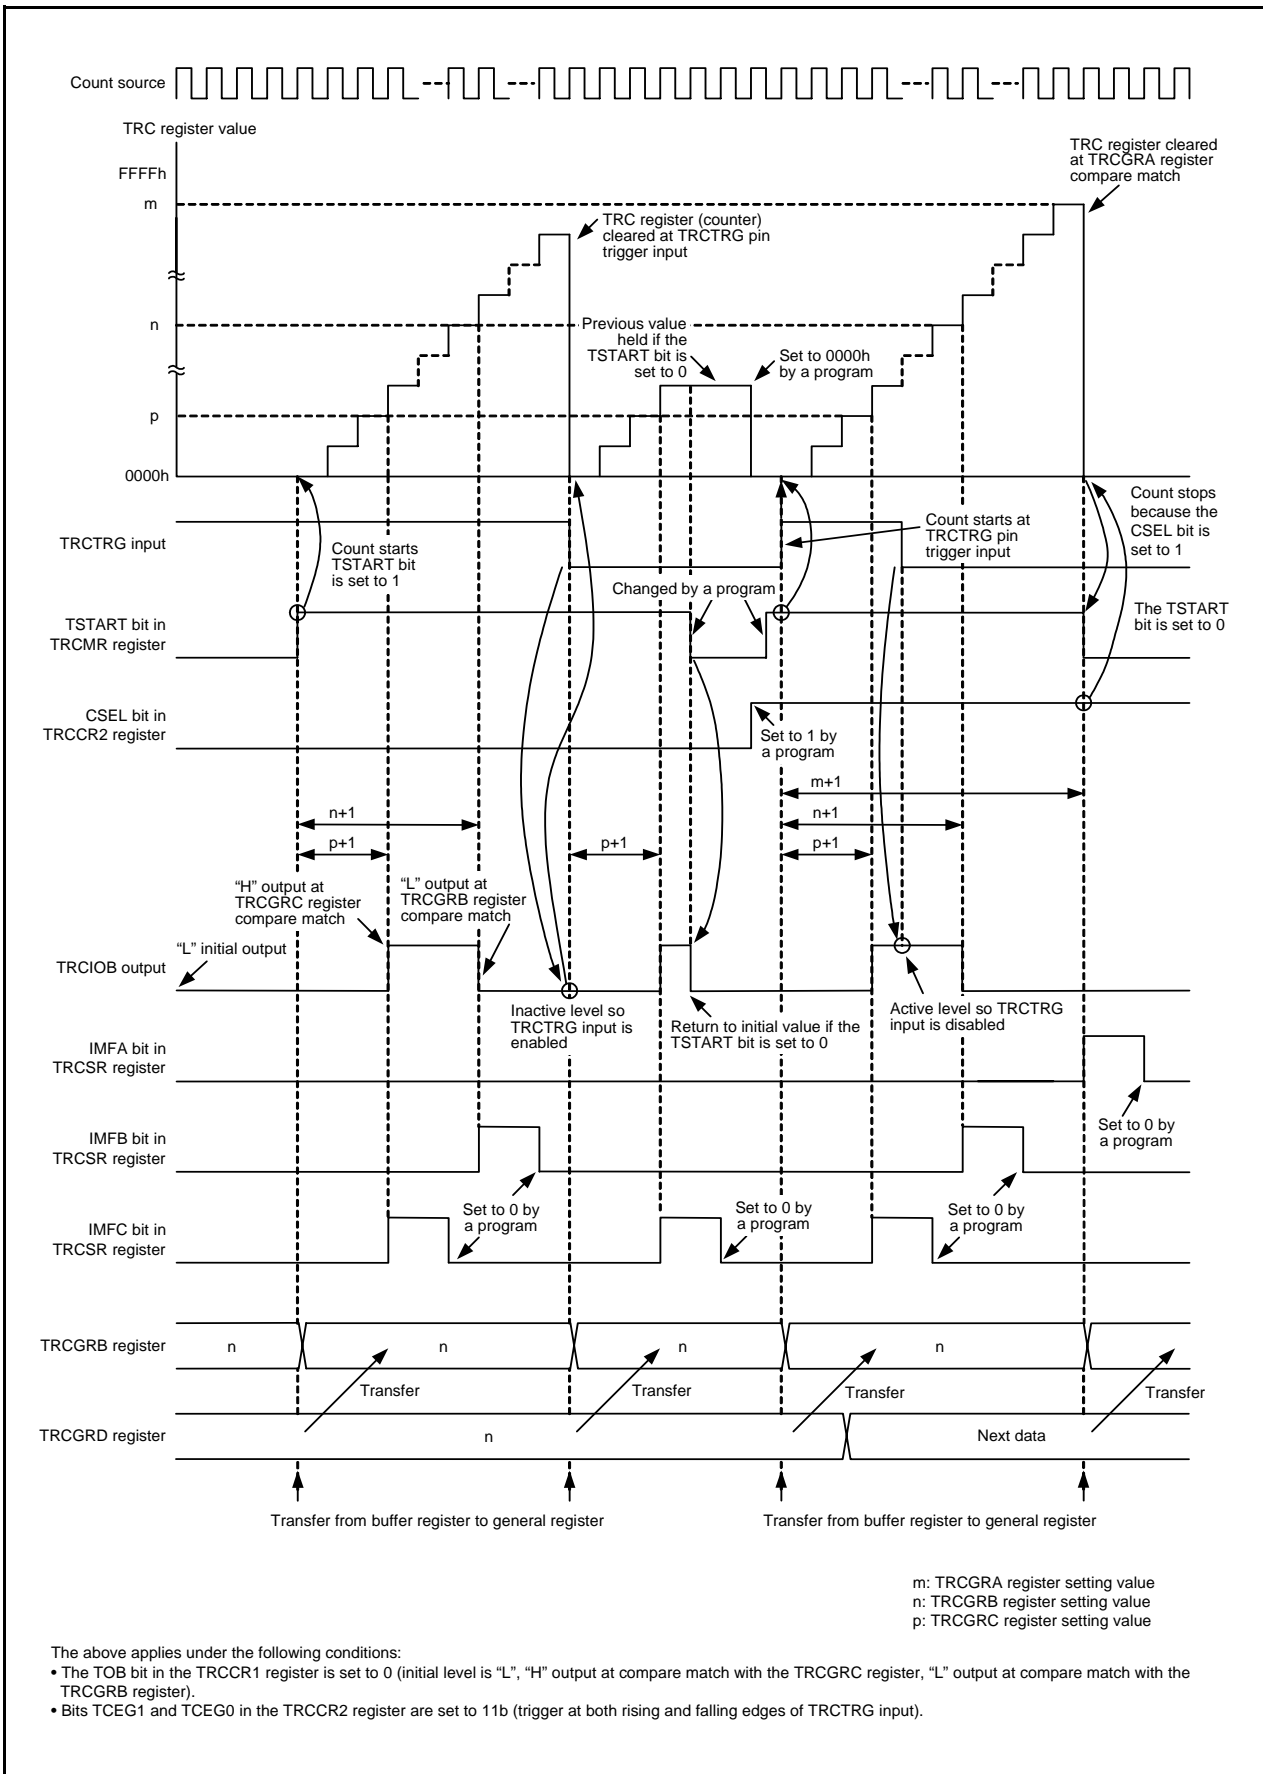 Count source
TRC register value
FFFFh
m
n
p
0000h
TRC register cleared
at TRCGRA register
compare match
TRC register (counter)
cleared at TRCTRG pin
trigger input
Previous value
held if the
TSTART bit is
set to 0
Set to 0000h
by a program
TRCTRG input
Count starts
TSTART bit
is set to 1
Count starts at
TRCTRG pin
trigger input
Count stops
because the
CSEL bit is
set to 1
Changed by a program
TSTART bit in
TRCMR register
The TSTART
bit is set to 0
CSEL bit in
TRCCR2 register
Set to 1 by
a program
m+1
n+1
n+1
p+1
p+1
p+1
“H” output at
TRCGRC register
compare match
“L” output at
TRCGRB register
compare match
“L” initial output
TRCIOB output
Inactive level so
TRCTRG input is
enabled
Return to initial value if the
TSTART bit is set to 0
Active level so TRCTRG
input is disabled
IMFA bit in
TRCSR register
Set to 0 by
a program
IMFB bit in
TRCSR register
Set to 0 by
a program
Set to 0 by
a program
Set to 0 by
a program
IMFC bit in
TRCSR register
TRCGRB register
n
n
n
n
Transfer
Transfer
Transfer
Transfer
TRCGRD register
n
Next data
Transfer from buffer register to general register
Transfer from buffer register to general register
m: TRCGRA register setting value
n: TRCGRB register setting value
p: TRCGRC register setting value
The above applies under the following conditions:
• The TOB bit in the TRCCR1 register is set to 0 (initial level is “L”, “H” output at compare match with the TRCGRC register, “L” output at compare match with the
TRCGRB register).
• Bits TCEG1 and TCEG0 in the TRCCR2 register are set to 11b (trigger at both rising and falling edges of TRCTRG input).